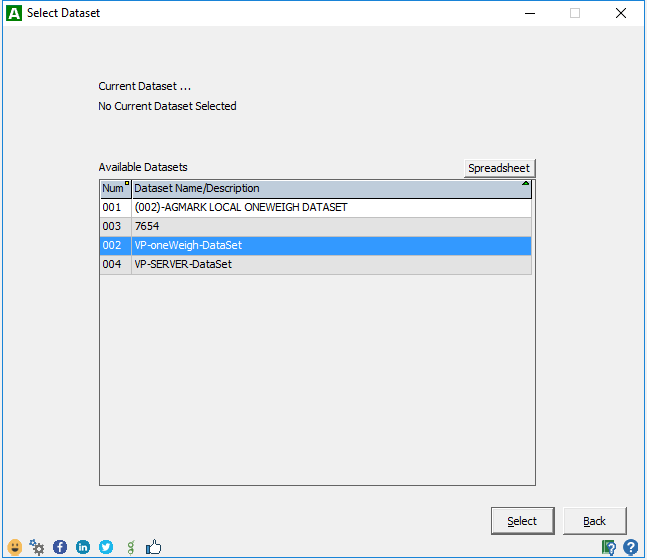 A Select Dataset
Current Dataset ...
No Current Dataset Selected
Available Datasets Spreadsheet
Num Dataset Name/Description
001 (002)-AGMARK LOCAL ONEWEIGH DATASET
003 7654
002 VP-oneWeigh-DataSet
004 VP-SERVER-DataSet
Select Back